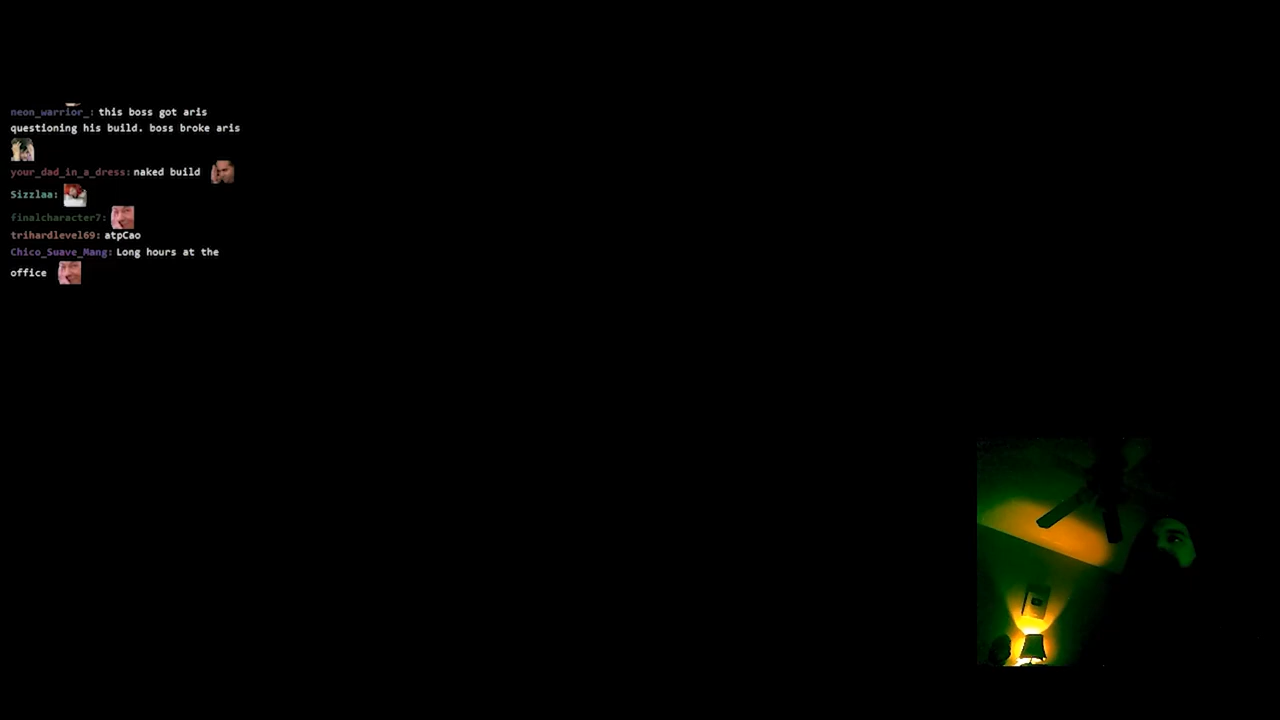 neon_warrior_: this boss got aris
questioning his build. boss broke aris
your_dad_in_a_dress: naked build
Sizzlaa:
finalcharacter7:
trihardlevel69: atpCao
Chico_Suave_Mang: Long hours at the
office